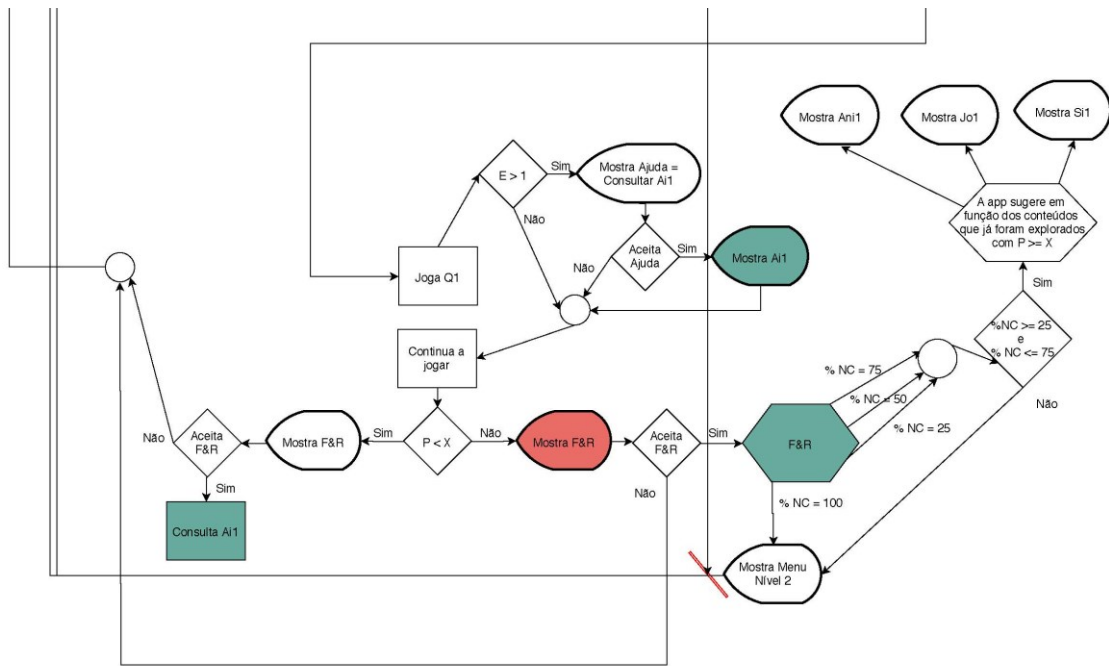 Mostra Ani1
Mostra Jo1
Mostra Si1
E > 1
Sim
Mostra Ajuda =
Consultar Ai1
Não
A app sugere em
função dos conteúdos
que já foram explorados
com P >= X
Joga Q1
Aceita
Ajuda
Sim
Mostra Ai1
Não
Sim
Continua a
jogar
%NC >= 25
e
% NC <= 75
Não
% NC = 75
% NC = 50
% NC = 25
Não
Aceita
F&R
Mostra F&R
Sim
P < X
Não
Mostra F&R
Aceita
F&R
Sim
F&R
Sim
Não
Consulta Ai1
% NC = 100
Mostra Menu
Nível 2